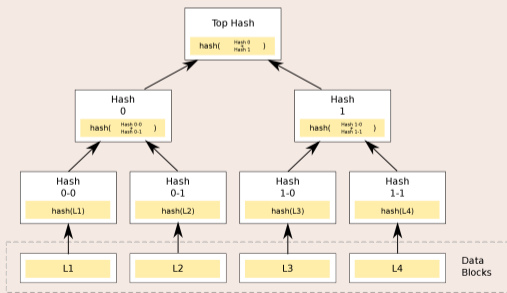 Top Hash
hash( Hash 0 + Hash 1 )
Hash
0
hash( Hash 0-0 + Hash 0-1 )
Hash
1
hash( Hash 1-0 + Hash 1-1 )
Hash
0-0
hash(L1)
Hash
0-1
hash(L2)
Hash
1-0
hash(L3)
Hash
1-1
hash(L4)
L1
L2
L3
L4
Data
Blocks